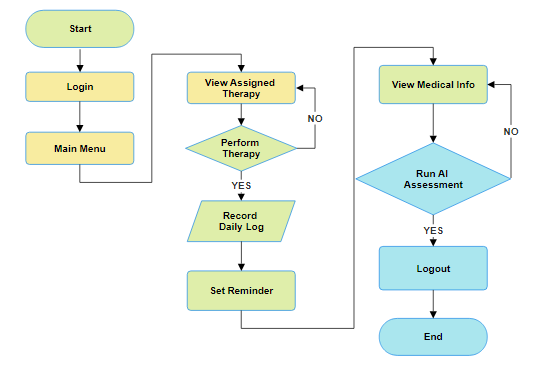 Start
Login
Main Menu
View Assigned
Therapy
NO
Perform
Therapy
YES
Record
Daily Log
Set Reminder
View Medical Info
NO
Run AI
Assessment
YES
Logout
End